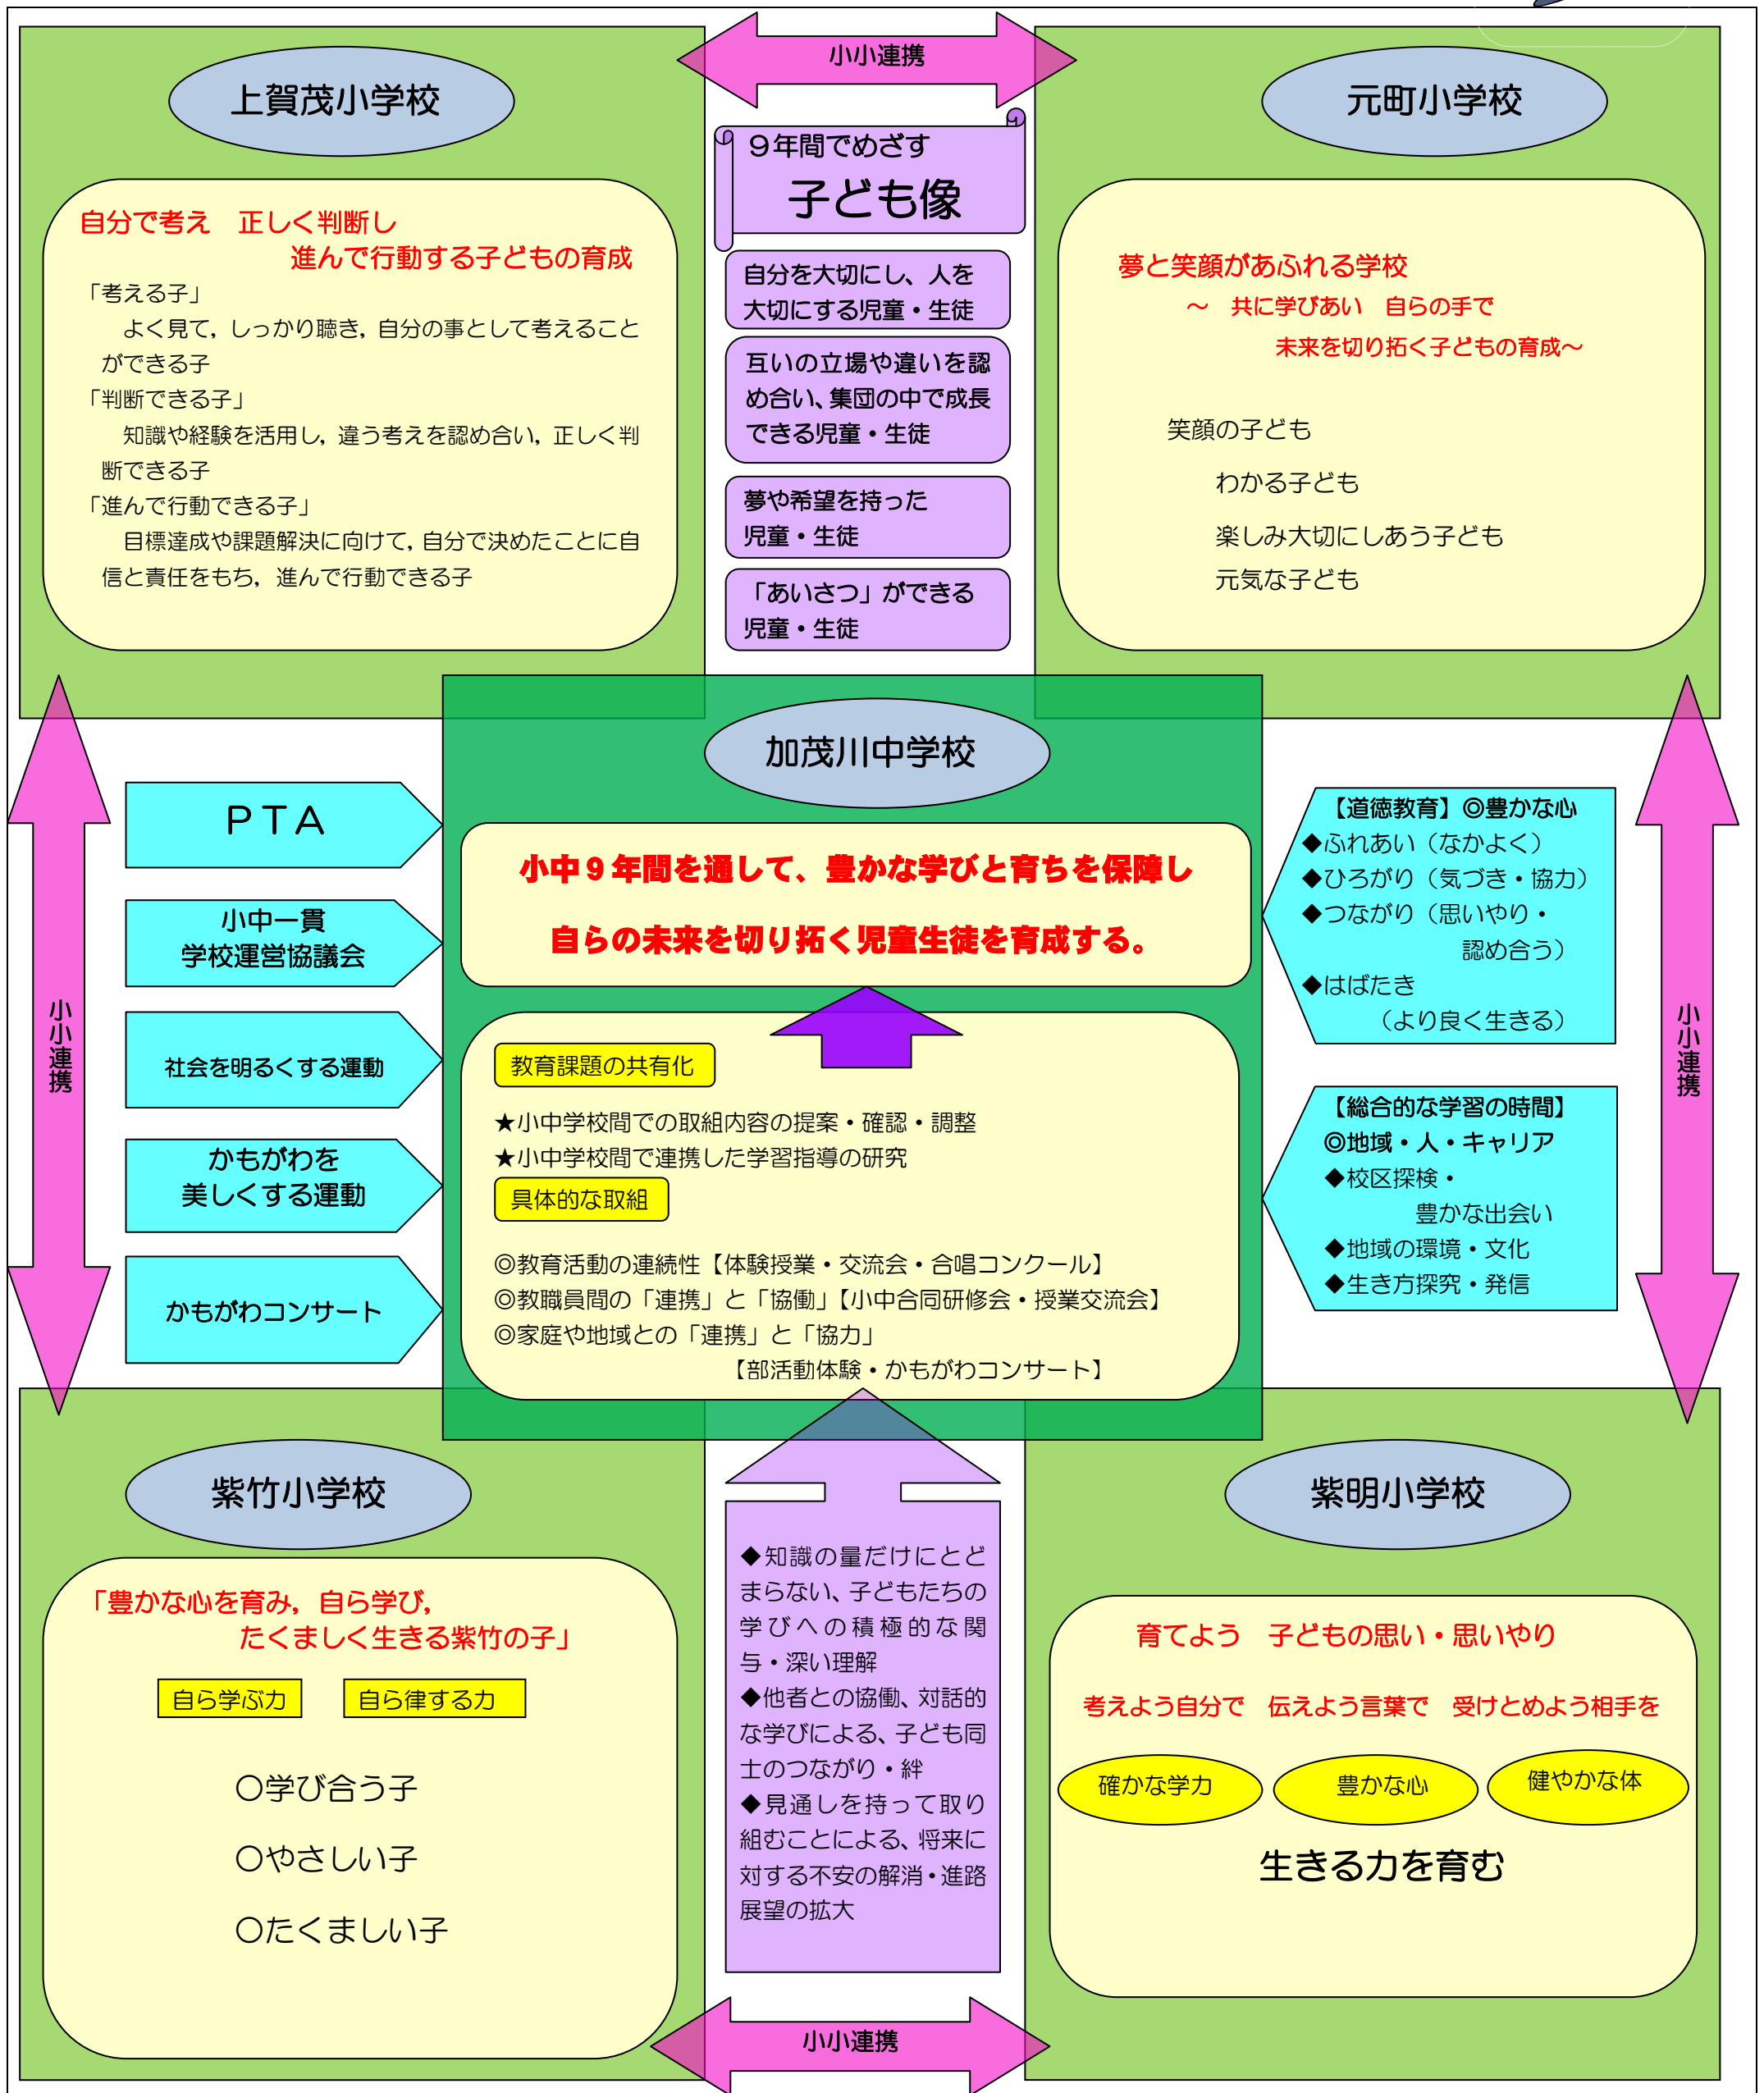 小小連携
上賀茂小学校
自分で考え　正しく判断し
進んで行動する子どもの育成
「考える子」
よく見て，しっかり聴き，自分の事として考えること
ができる子
「判断できる子」
知識や経験を活用し，違う考えを認め合い，正しく判
断できる子
「進んで行動できる子」
目標達成や課題解決に向けて，自分で決めたことに自
信と責任をもち，進んで行動できる子
９年間でめざす
子ども像
自分を大切にし、人を
大切にする児童・生徒
互いの立場や違いを認
め合い、集団の中で成長
できる児童・生徒
夢や希望を持った
児童・生徒
「あいさつ」ができる
児童・生徒
元町小学校
夢と笑顔があふれる学校
～　共に学びあい　自らの手で
未来を切り拓く子どもの育成～
笑顔の子ども
わかる子ども
楽しみ大切にしあう子ども
元気な子ども
小小連携
ＰＴＡ
小中一貫
学校運営協議会
社会を明るくする運動
かもがわを
美しくする運動
かもがわコンサート
加茂川中学校
小中９年間を通して、豊かな学びと育ちを保障し
自らの未来を切り拓く児童生徒を育成する。
教育課題の共有化
★小中学校間での取組内容の提案・確認・調整
★小中学校間で連携した学習指導の研究
具体的な取組
◎教育活動の連続性【体験授業・交流会・合唱コンクール】
◎教職員間の「連携」と「協働」【小中合同研修会・授業交流会】
◎家庭や地域との「連携」と「協力」
【部活動体験・かもがわコンサート】
【道徳教育】◎豊かな心
◆ふれあい（なかよく）
◆ひろがり（気づき・協力）
◆つながり（思いやり・
認め合う）
◆はばたき
（より良く生きる）
【総合的な学習の時間】
◎地域・人・キャリア
◆校区探検・
豊かな出会い
◆地域の環境・文化
◆生き方探究・発信
小小連携
紫竹小学校
「豊かな心を育み，自ら学び，
たくましく生きる紫竹の子」
自ら学ぶ力　自ら律する力
○学び合う子
○やさしい子
○たくましい子
◆知識の量だけにとど
まらない、子どもたちの
学びへの積極的な関
与・深い理解
◆他者との協働、対話的
な学びによる、子ども同
士のつながり・絆
◆見通しを持って取り
組むことによる、将来に
対する不安の解消・進路
展望の拡大
紫明小学校
育てよう　子どもの思い・思いやり
考えよう自分で　伝えよう言葉で　受けとめよう相手を
確かな学力　豊かな心　健やかな体
生きる力を育む
小小連携